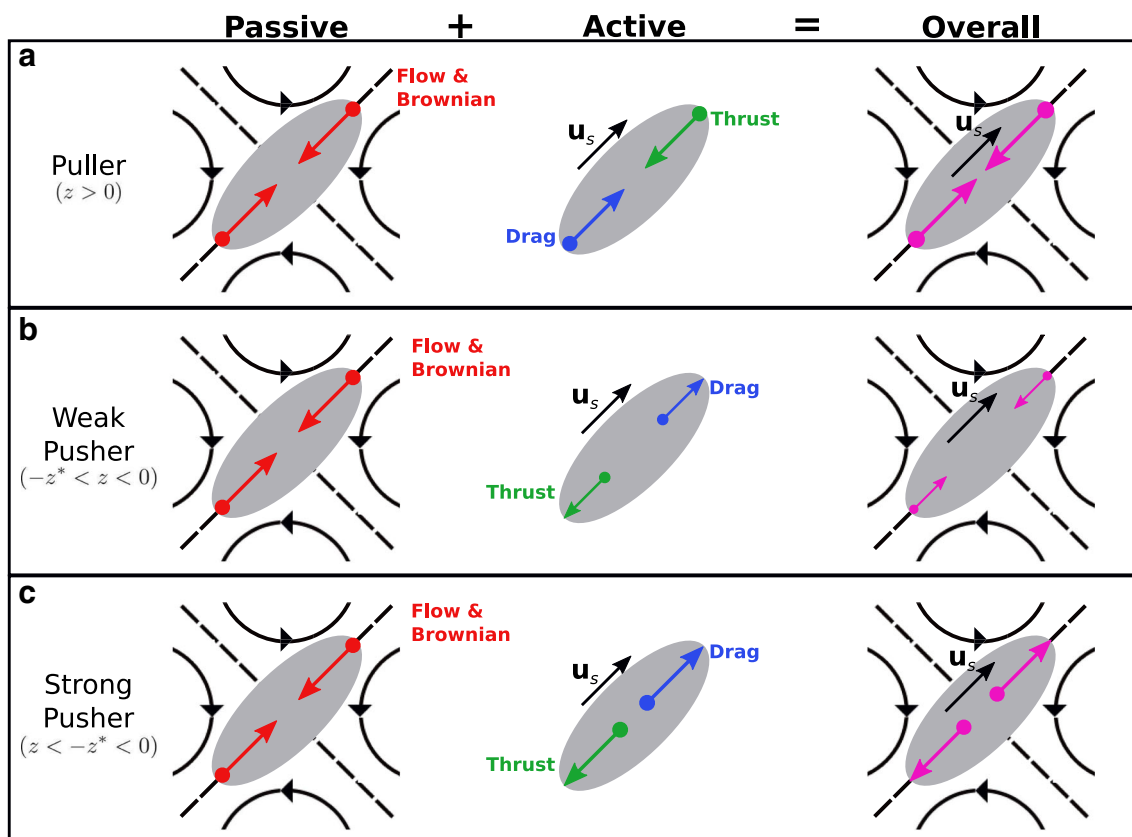 Passive + Active = Overall
a
Flow &
Brownian
Puller
(z > 0)
u_s
Thrust
Drag
u_s
b
Flow &
Brownian
Weak
Pusher
(−z* < z < 0)
u_s
Drag
Thrust
u_s
c
Flow &
Brownian
Strong
Pusher
(z < −z* < 0)
u_s
Drag
Thrust
u_s